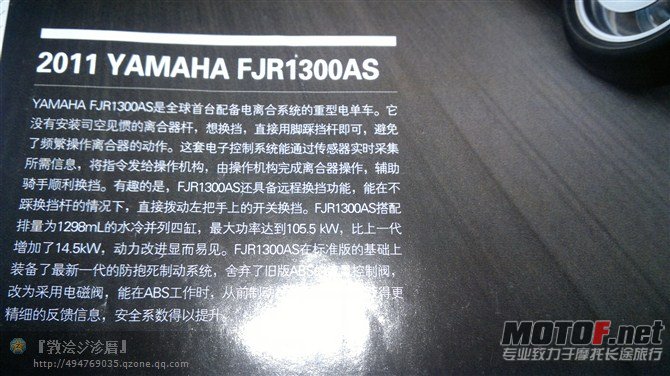 2011 YAMAHA FJR1300AS
YAMAHA FJR1300AS是全球首台配备电离合系统的重型电单车。它
没有安装司空见惯的离合器杆，想换挡，直接用脚踩挡杆即可，避免
了频繁操作离合器的动作。这套电子控制系统能通过传感器实时采集
所需信息，将指令发给操作机构，由操作机构完成离合器操作，辅助
骑手顺利换挡。有趣的是，FJR1300AS还具备远程换挡功能，能在不
踩换挡杆的情况下，直接拨动左把手上的开关换挡。FJR1300AS搭配
排量为1298mL的水冷并列四缸，最大功率达到105.5 kW，比上一代
增加了14.5kW，动力改进显而易见。FJR1300AS在标准版的基础上
装备了最新一代的防抱死制动系统，舍弃了旧版ABS 控制阀，
改为采用电磁阀，能在ABS工作时，从前制动 得更
精细的反馈信息，安全系数得以提升
MOTOF.net
专业致力于摩托长途旅行
http://494769035.qzone.qq.com